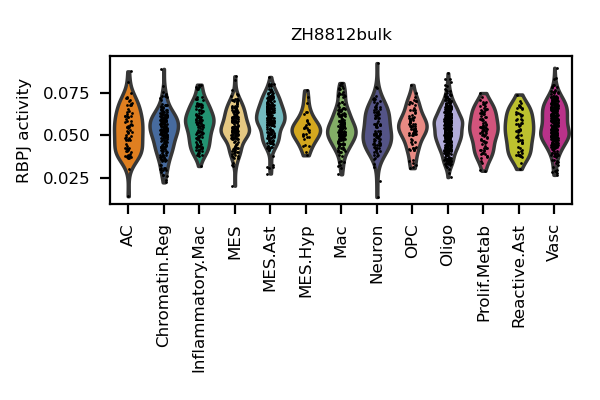 ZH8812bulk
RBPJ activity
0.075
0.050
0.025
AC
Chromatin.Reg
Inflammatory.Mac
MES
MES.Ast
MES.Hyp
Mac
Neuron
OPC
Oligo
Prolif.Metab
Reactive.Ast
Vasc